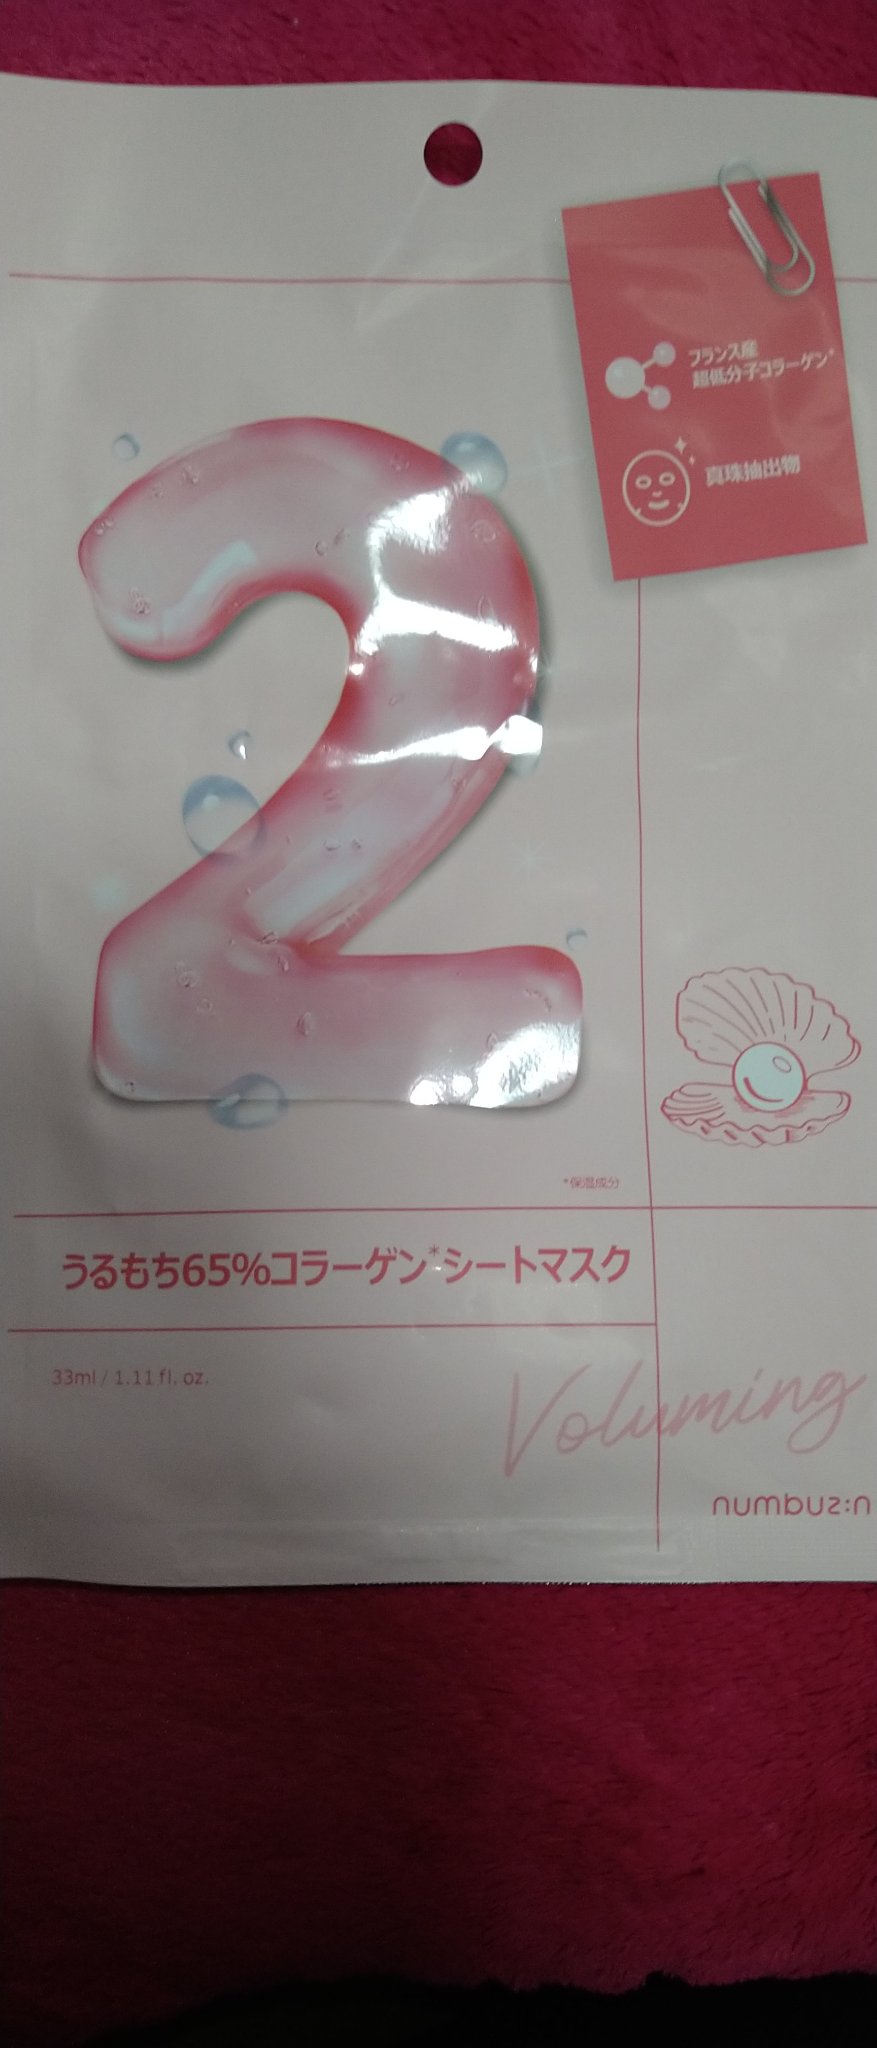 フランス産
超低分子コラーゲン*
真珠抽出物
2
*保湿成分
うるもち65%コラーゲン*シートマスク
33ml / 1.11 fl. oz.
Voluming
numbuz:n